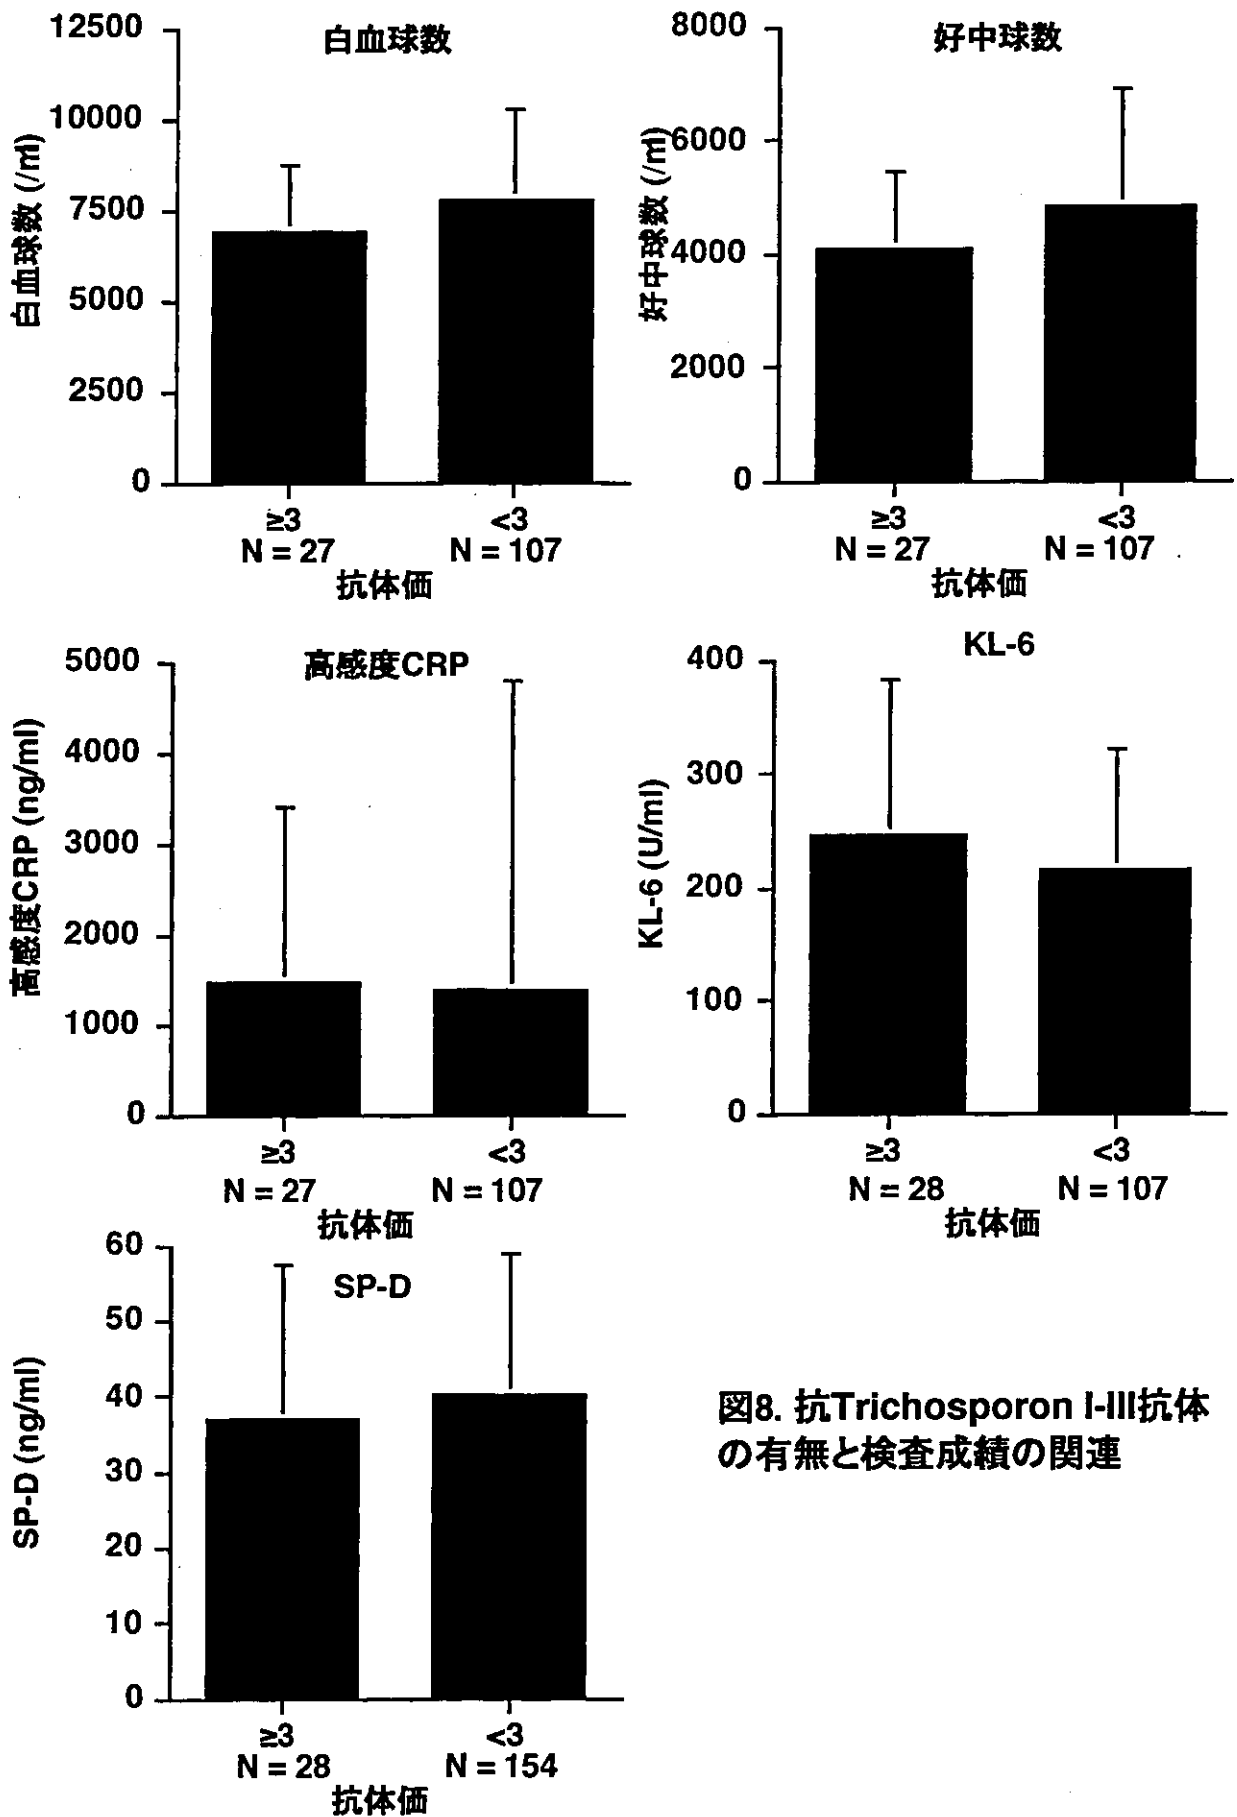 白血球数
白血球数 (/ml)
12500
10000
7500
5000
2500
0
≧3
<3
N = 27
N = 107
抗体価
好中球数
好中球数 (/ml)
8000
6000
4000
2000
0
≧3
<3
N = 27
N = 107
抗体価
高感度CRP
高感度CRP (ng/ml)
5000
4000
3000
2000
1000
0
≧3
<3
N = 27
N = 107
抗体価
KL-6
KL-6 (U/ml)
400
300
200
100
0
≧3
<3
N = 28
N = 107
抗体価
SP-D
SP-D (ng/ml)
60
50
40
30
20
10
0
≧3
<3
N = 28
N = 154
抗体価
図8. 抗Trichosporon I-III抗体
の有無と検査成績の関連